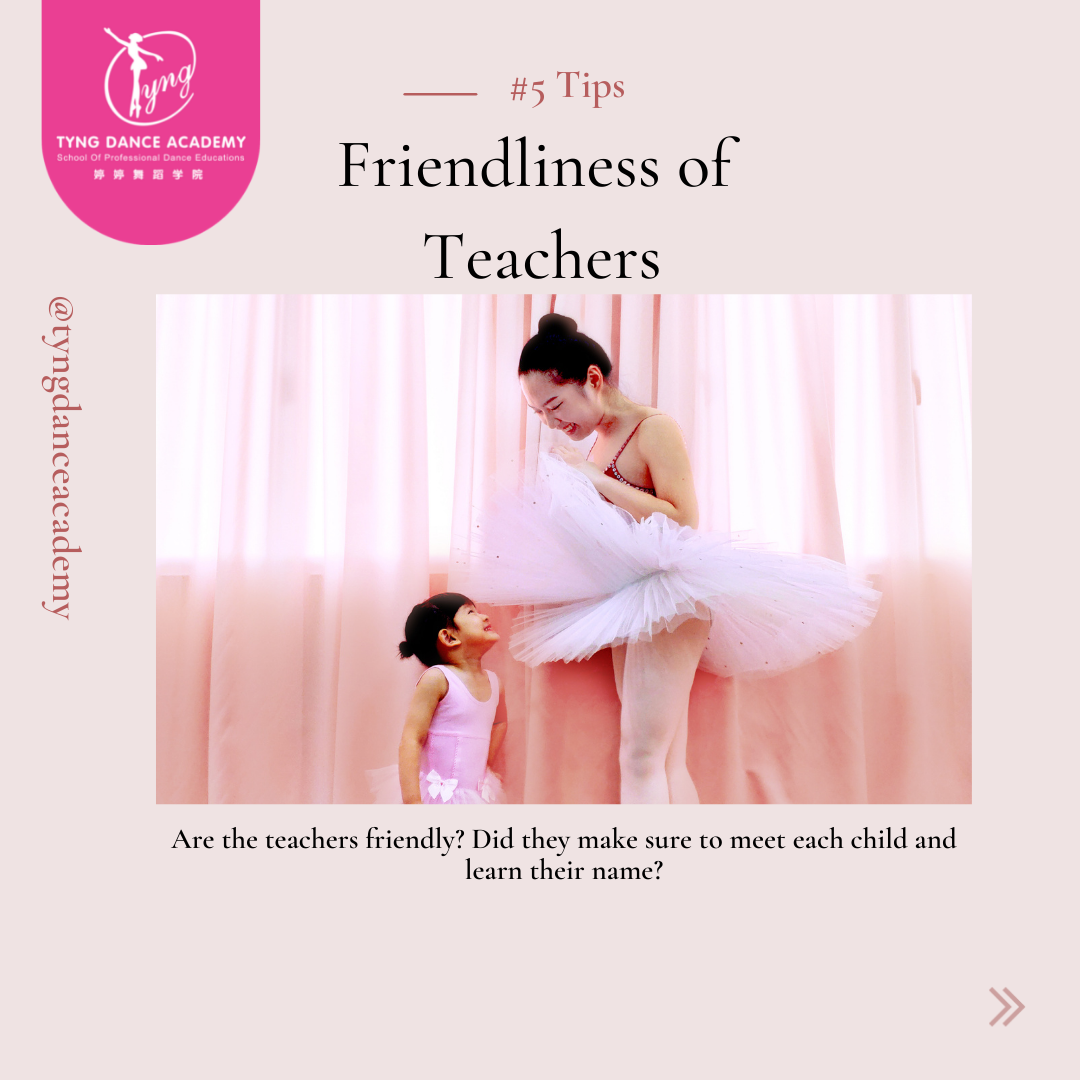 Tyng
TYNG DANCE ACADEMY
School Of Professional Dance Educations
婷婷舞蹈学院
#5 Tips
Friendliness of
Teachers
@tyngdanceacademy
Are the teachers friendly? Did they make sure to meet each child and
learn their name?